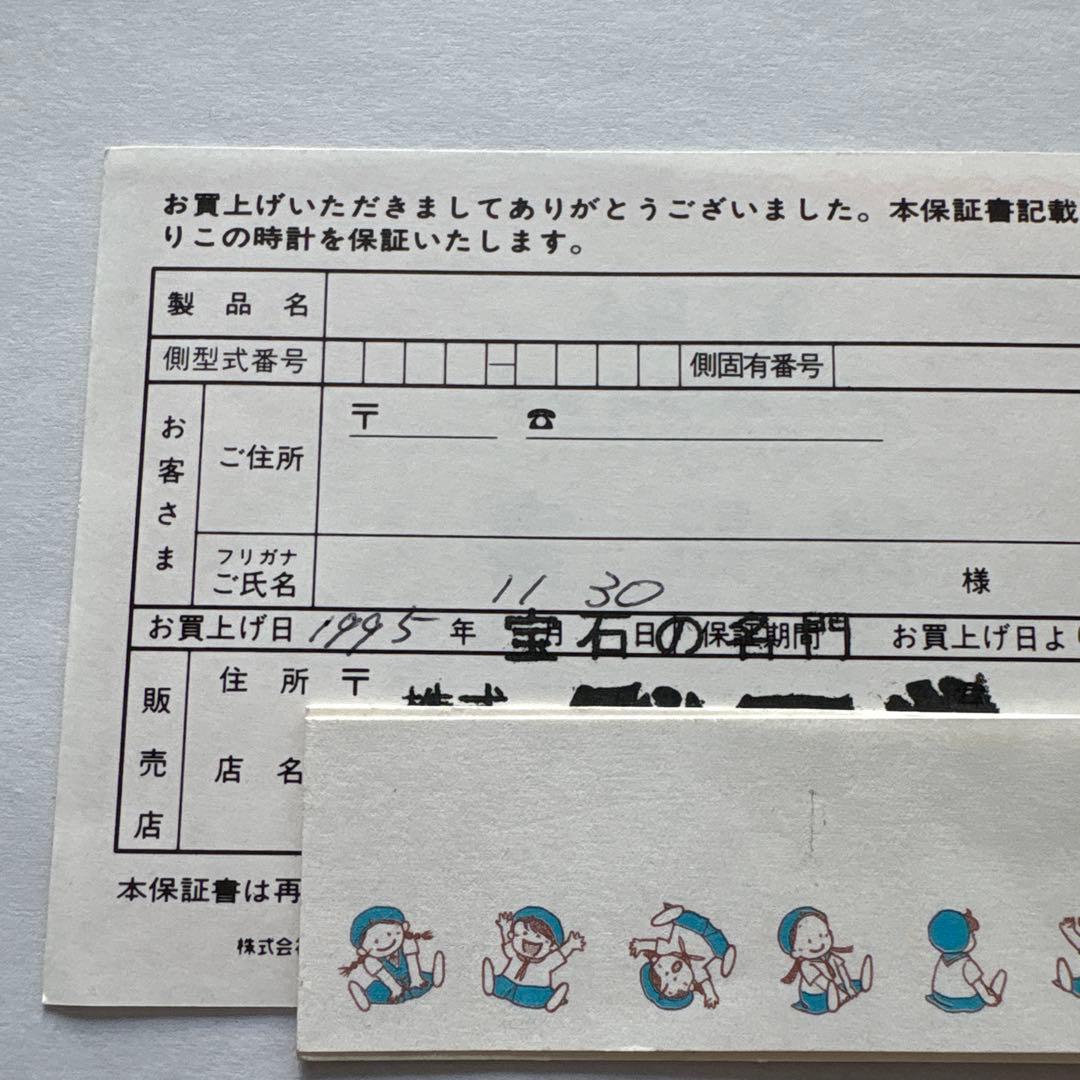 お買上げいただきましてありがとうございました。本保証書記載
りこの時計を保証いたします。
製品名
側型式番号 － 側固有番号
お客さま
ご住所 〒 ☎
フリガナ
ご氏名 様
11 30
お買上げ日 1995 年 月 日 保証期間 お買上げ日より
宝石の名門
販売店
住所 〒
株式
店名
本保証書は再
株式会